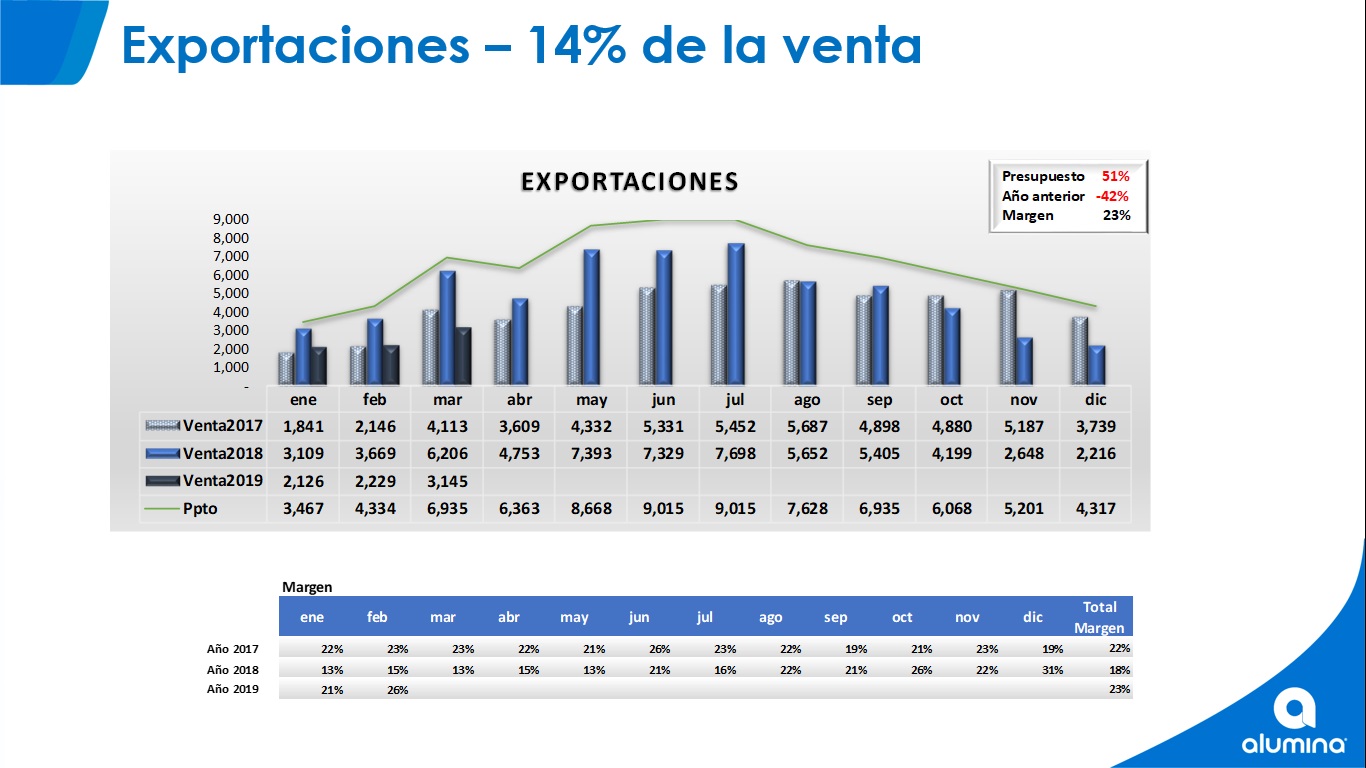 Exportaciones – 14% de la venta
EXPORTACIONES
Presupuesto 51%
Año anterior -42%
Margen 23%
9,000
8,000
7,000
6,000
5,000
4,000
3,000
2,000
1,000
-
ene feb mar abr may jun jul ago sep oct nov dic
Venta2017 1,841 2,146 4,113 3,609 4,332 5,331 5,452 5,687 4,898 4,880 5,187 3,739
Venta2018 3,109 3,669 6,206 4,753 7,393 7,329 7,698 5,652 5,405 4,199 2,648 2,216
Venta2019 2,126 2,229 3,145
Ppto 3,467 4,334 6,935 6,363 8,668 9,015 9,015 7,628 6,935 6,068 5,201 4,317
Margen
ene feb mar abr may jun jul ago sep oct nov dic Total
Margen
Año 2017 22% 23% 23% 22% 21% 26% 23% 22% 19% 21% 23% 19% 22%
Año 2018 13% 15% 13% 15% 13% 21% 16% 22% 21% 26% 22% 31% 18%
Año 2019 21% 26% 23%
alumina